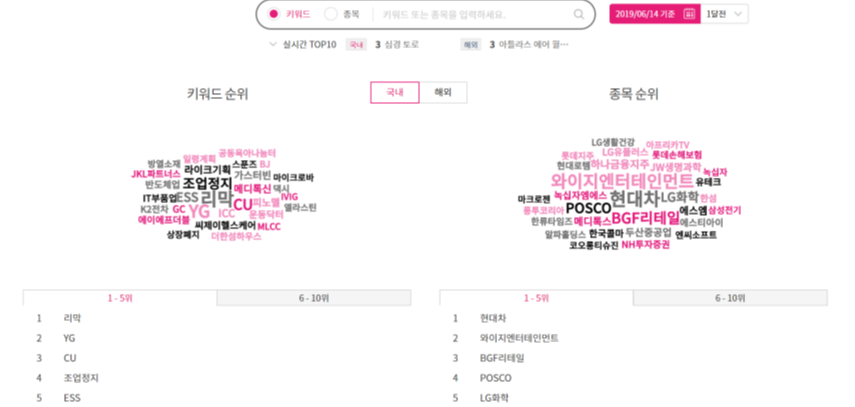 키워드 종목 키워드 또는 종목을 입력하세요. 2019/06/14 기준 1달전
실시간 TOP10 국내 3 심경 토로 해외 3 아틀라스 에어 월…
키워드 순위 국내 해외 종목 순위
공동육아나눔터
일평계획
방열소재 스푼즈 BJ
라이크기획
JKL파트너스 가스터빈 마이크로바
반도체업 조업정지 메디톡신 댁시
IT부품업 ESS 리막 CU 피노엘 IVIG
K2전차 GC YG ICC 운동닥터 엘라스틴
에이에프더블
씨제이헬스케어 MLCC
상장폐지 더한섬하우스
LG생활건강 아프리카TV
롯데지주 LG유플러스 롯데손해보험
현대로템 하나금융지주 JW생명과학 녹십자
와이지엔터테인먼트 유테크
마크로젠 녹십자엠에스 현대차 LG화학 한섬
용투코리아 POSCO 에스엠 삼성전기
한류타임즈 메디톡스 BGF리테일 에스티아이
알파홀딩스 한국콜마 두산중공업 엔씨소프트
코오롱티슈진 NH투자증권
1 - 5위 6 - 10위
1 리막
2 YG
3 CU
4 조업정지
5 ESS
1 - 5위 6 - 10위
1 현대차
2 와이지엔터테인먼트
3 BGF리테일
4 POSCO
5 LG화학